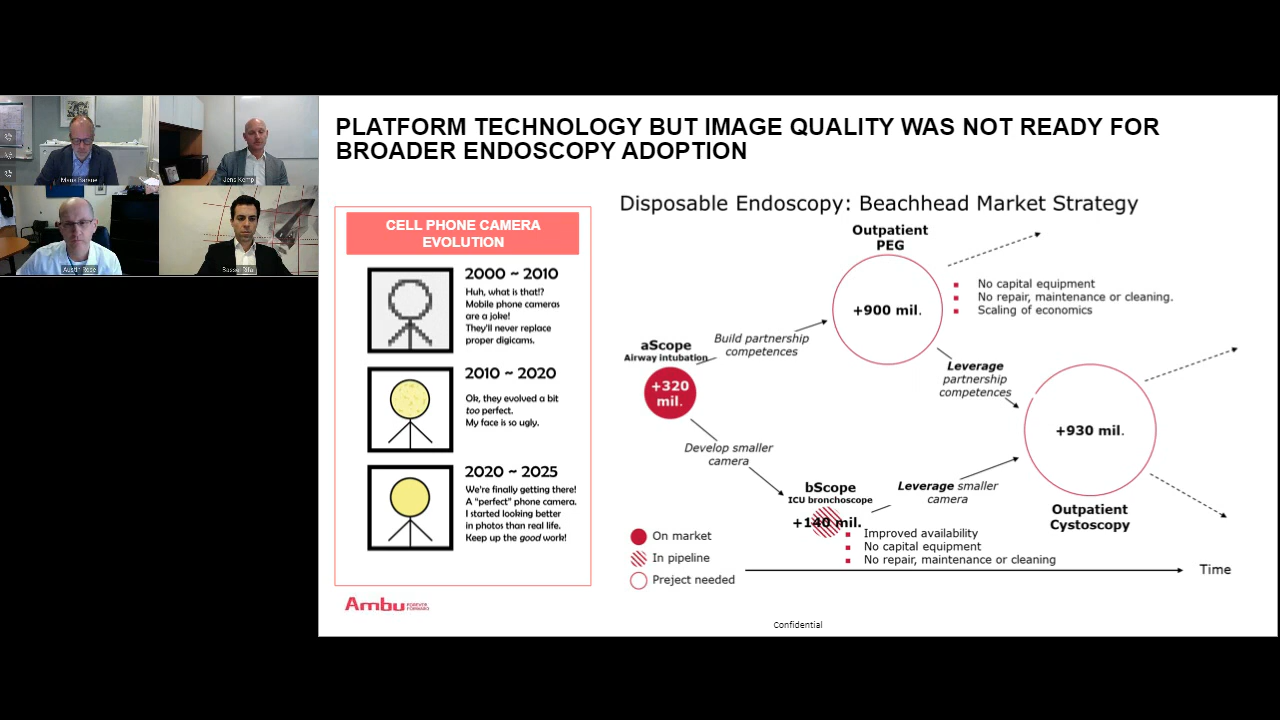 Jens Kemp
PLATFORM TECHNOLOGY BUT IMAGE QUALITY WAS NOT READY FOR
BROADER ENDOSCOPY ADOPTION
CELL PHONE CAMERA
EVOLUTION
2000 ~ 2010
Huh, what is that!?
Mobile phone cameras
are a joke!
They'll never replace
proper digicams.
2010 ~ 2020
Ok, they evolved a bit
too perfect.
My face is so ugly.
2020 ~ 2025
We're finally getting there!
A "perfect" phone camera.
I started looking better
in photos than real life.
Keep up the good work!
Ambu FOREVER
FORWARD
Disposable Endoscopy: Beachhead Market Strategy
Outpatient
PEG
+900 mil.
No capital equipment
No repair, maintenance or cleaning.
Scaling of economics
Build partnership
competences
aScope
Airway intubation
+320
mil.
Leverage
partnership
competences
+930 mil.
Develop smaller
camera
bScope
ICU bronchoscope
+140 mil.
Leverage smaller
camera
Outpatient
Cystoscopy
Improved availability
No capital equipment
No repair, maintenance or cleaning
On market
In pipeline
Preject needed
Time
Confidential